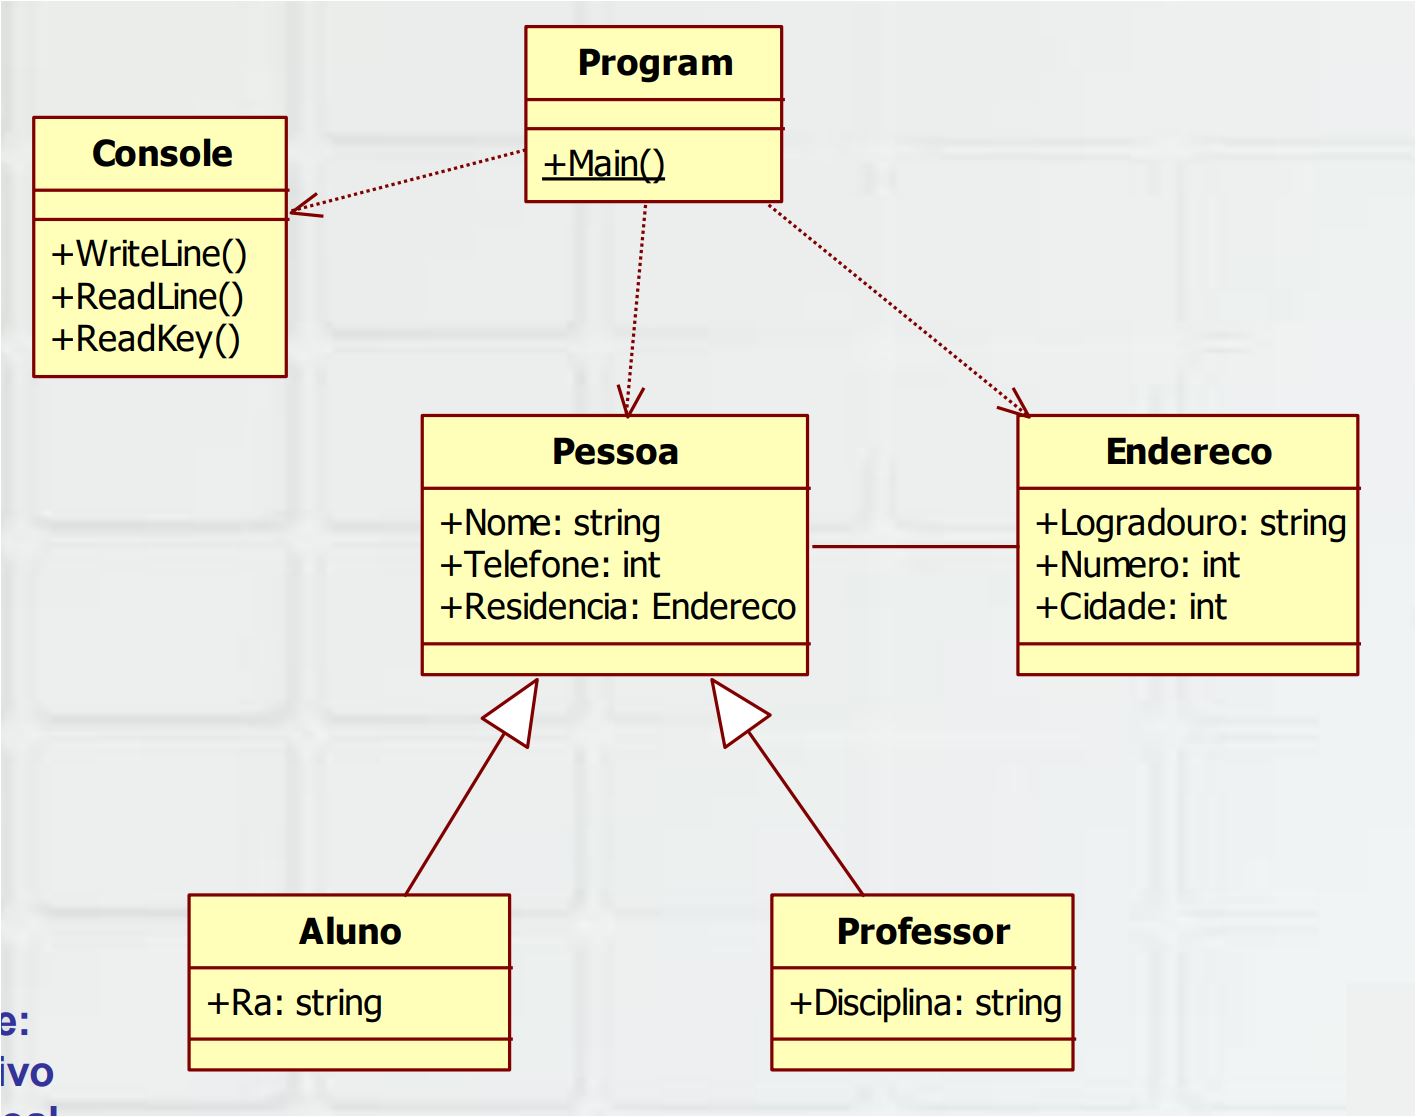 Program
+Main()
Console
+WriteLine()
+ReadLine()
+ReadKey()
Pessoa
+Nome: string
+Telefone: int
+Residencia: Endereco
Endereco
+Logradouro: string
+Numero: int
+Cidade: int
Aluno
+Ra: string
Professor
+Disciplina: string
e:
ivo